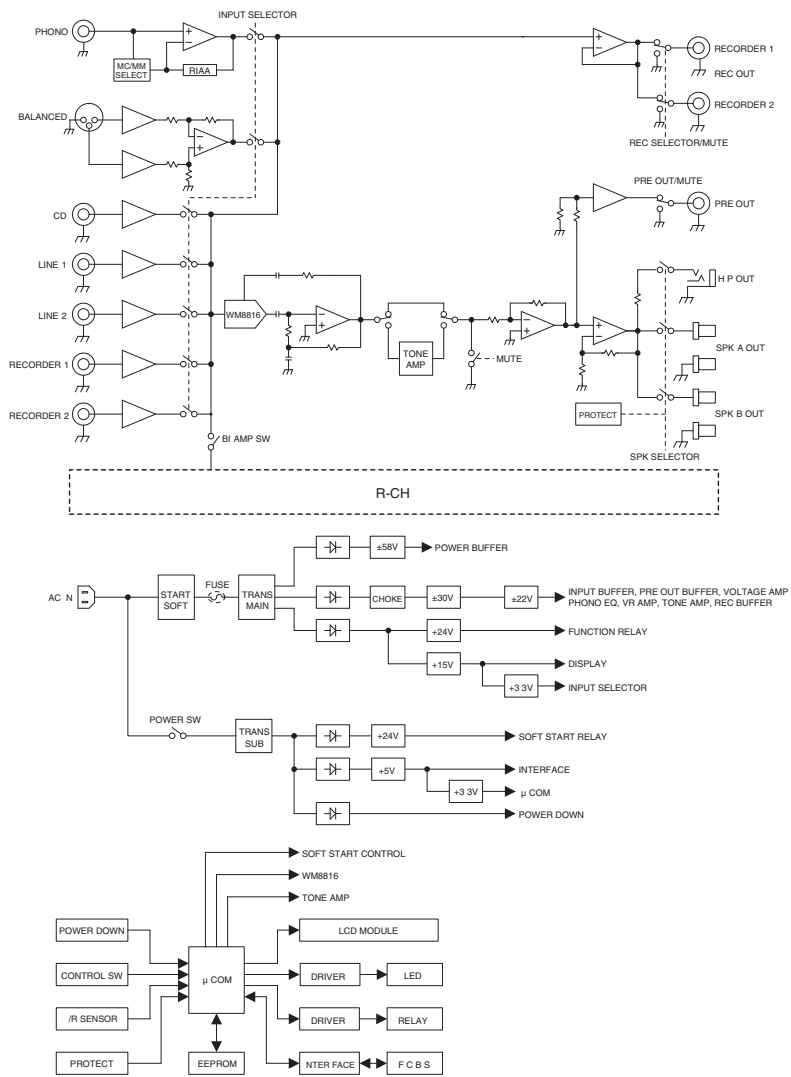 INPUT SELECTOR
PHONO
MC/MM
SELECT
RIAA
RECORDER 1
REC OUT
RECORDER 2
REC SELECTOR/MUTE
BALANCED
PRE OUT/MUTE
PRE OUT
CD
LINE 1
LINE 2
RECORDER 1
RECORDER 2
WM8816
TONE
AMP
MUTE
H P OUT
SPK A OUT
SPK B OUT
PROTECT
SPK SELECTOR
BI AMP SW
R-CH
AC N
START
SOFT
FUSE
TRANS
MAIN
±58V
POWER BUFFER
CHOKE
±30V
±22V
INPUT BUFFER, PRE OUT BUFFER, VOLTAGE AMP
PHONO EQ, VR AMP, TONE AMP, REC BUFFER
+24V
FUNCTION RELAY
+15V
DISPLAY
+3 3V
INPUT SELECTOR
POWER SW
TRANS
SUB
+24V
SOFT START RELAY
+5V
INTERFACE
+3 3V
µ COM
POWER DOWN
SOFT START CONTROL
WM8816
TONE AMP
POWER DOWN
CONTROL SW
/R SENSOR
PROTECT
µ COM
EEPROM
LCD MODULE
DRIVER
LED
DRIVER
RELAY
NTER FACE
F C B S